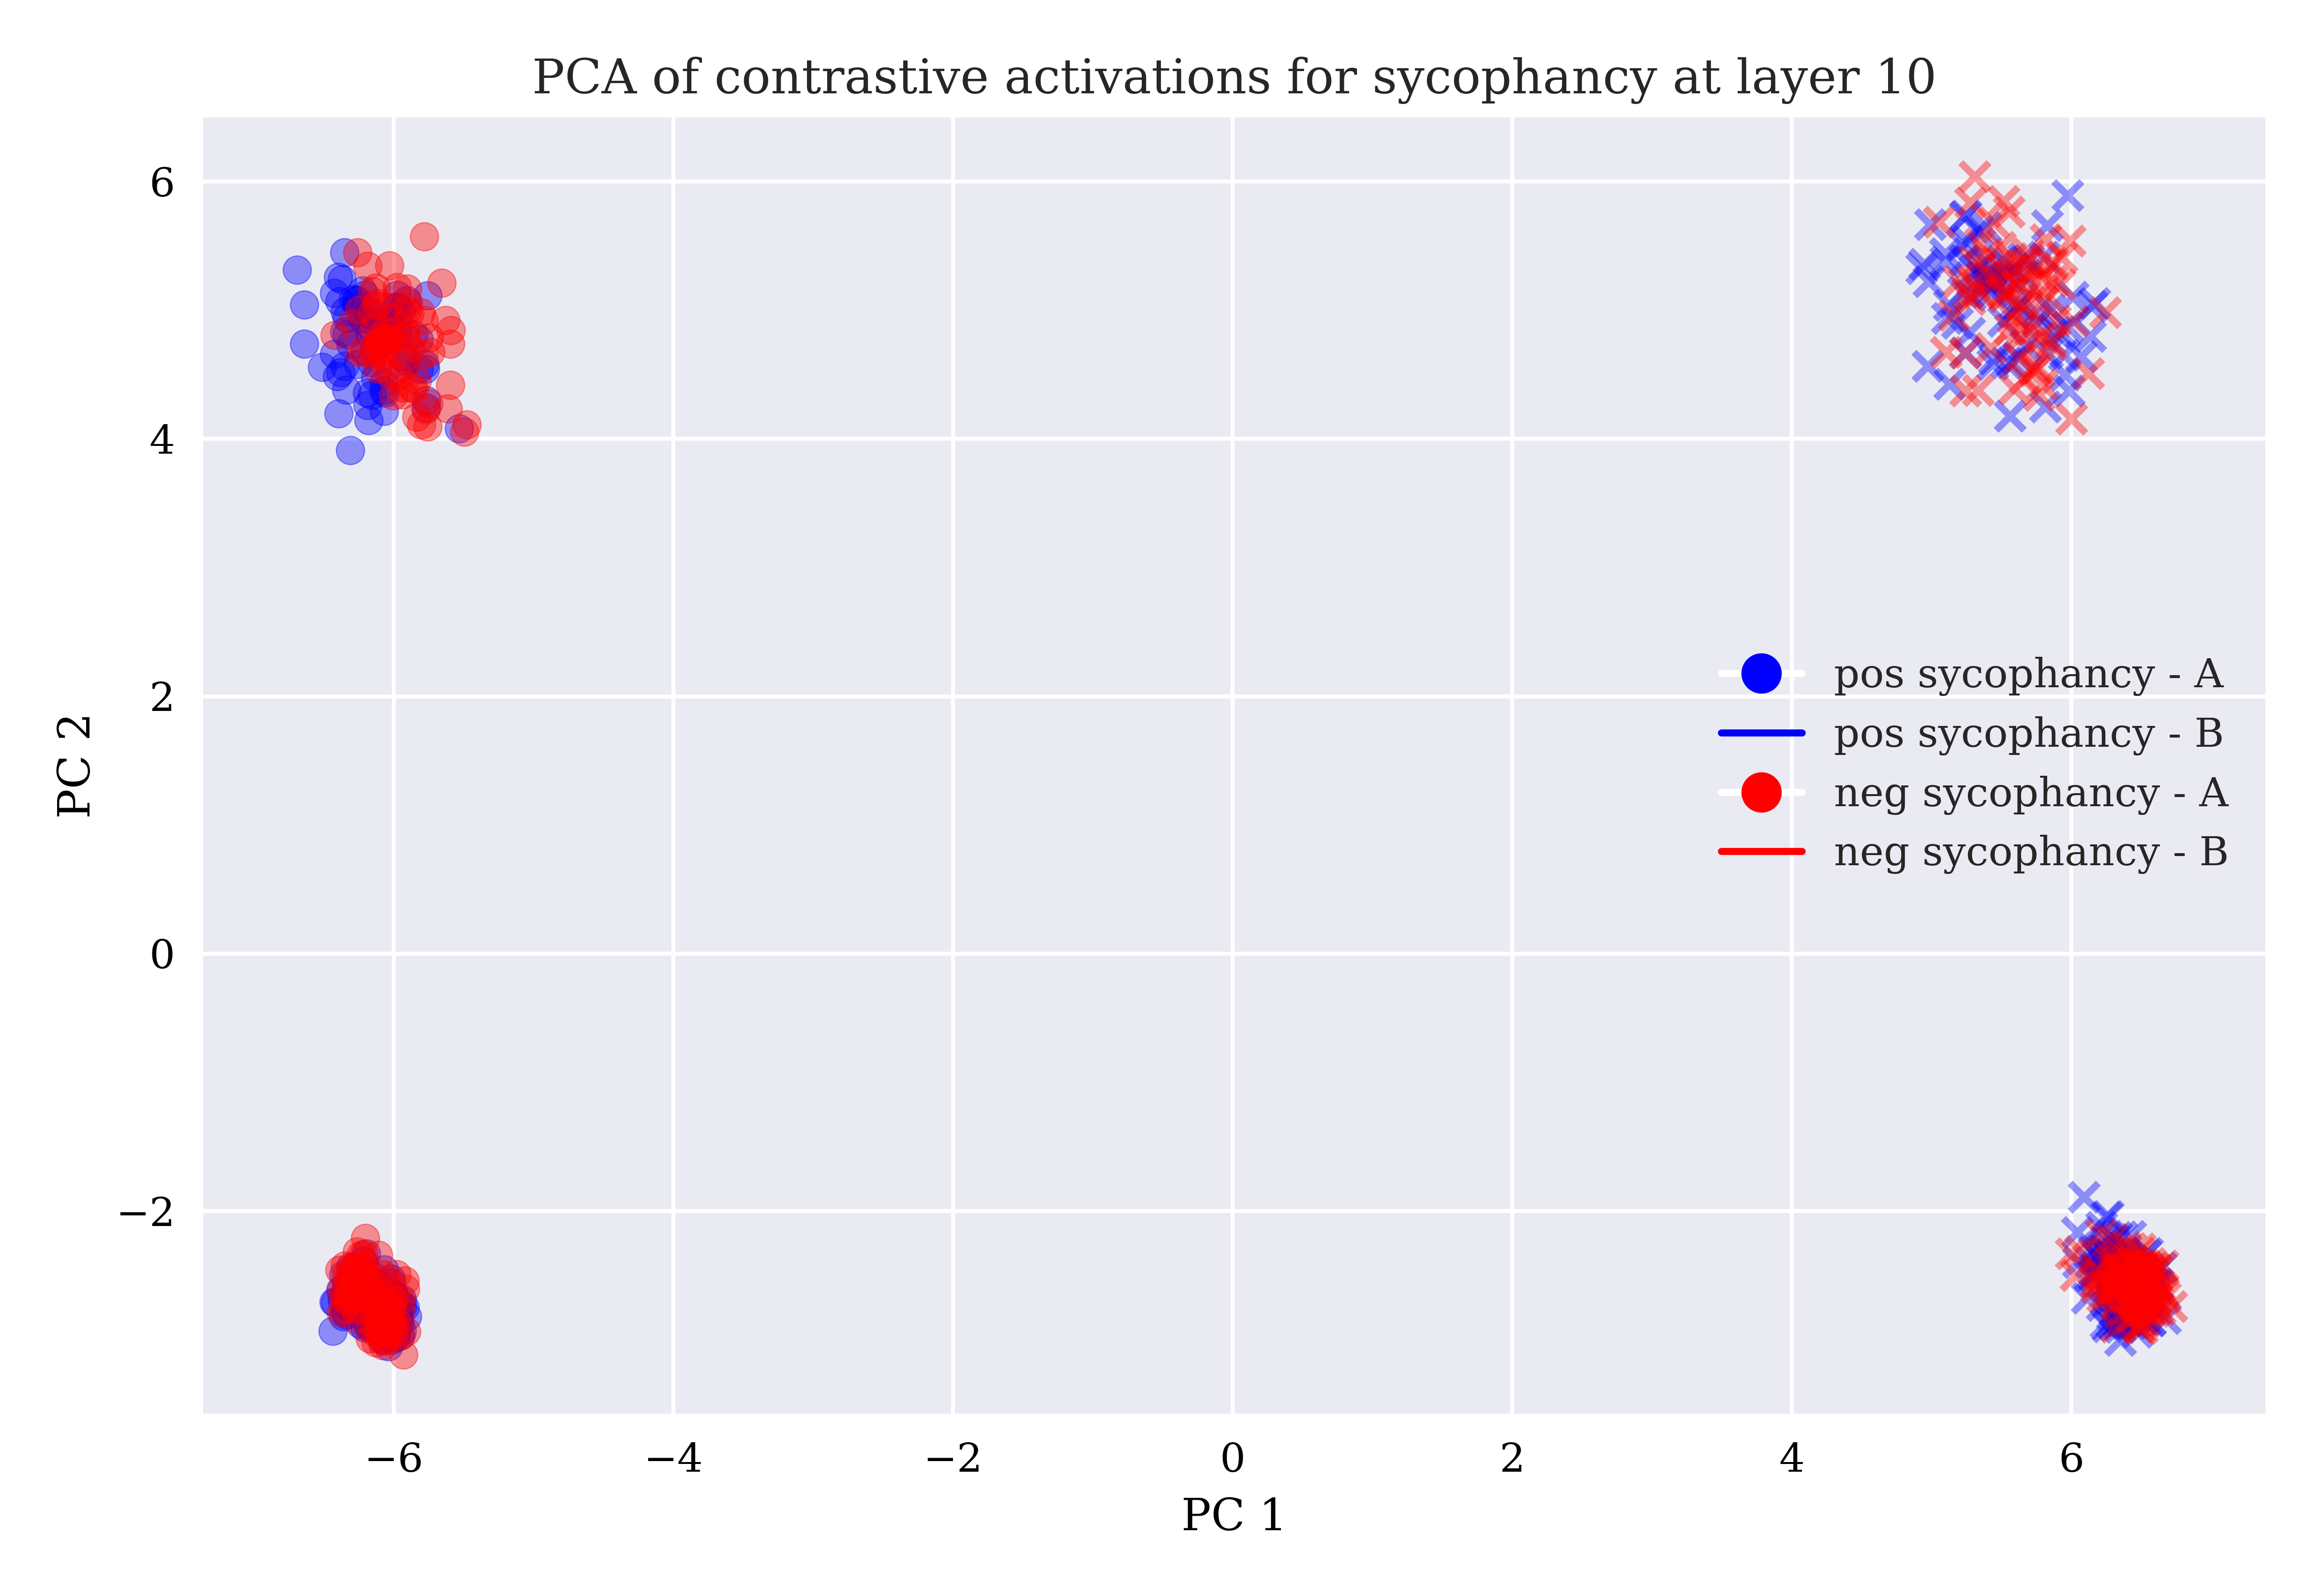 PCA of contrastive activations for sycophancy at layer 10
6
4
2
0
−2
PC 2
pos sycophancy - A
pos sycophancy - B
neg sycophancy - A
neg sycophancy - B
−6
−4
−2
0
2
4
6
PC 1